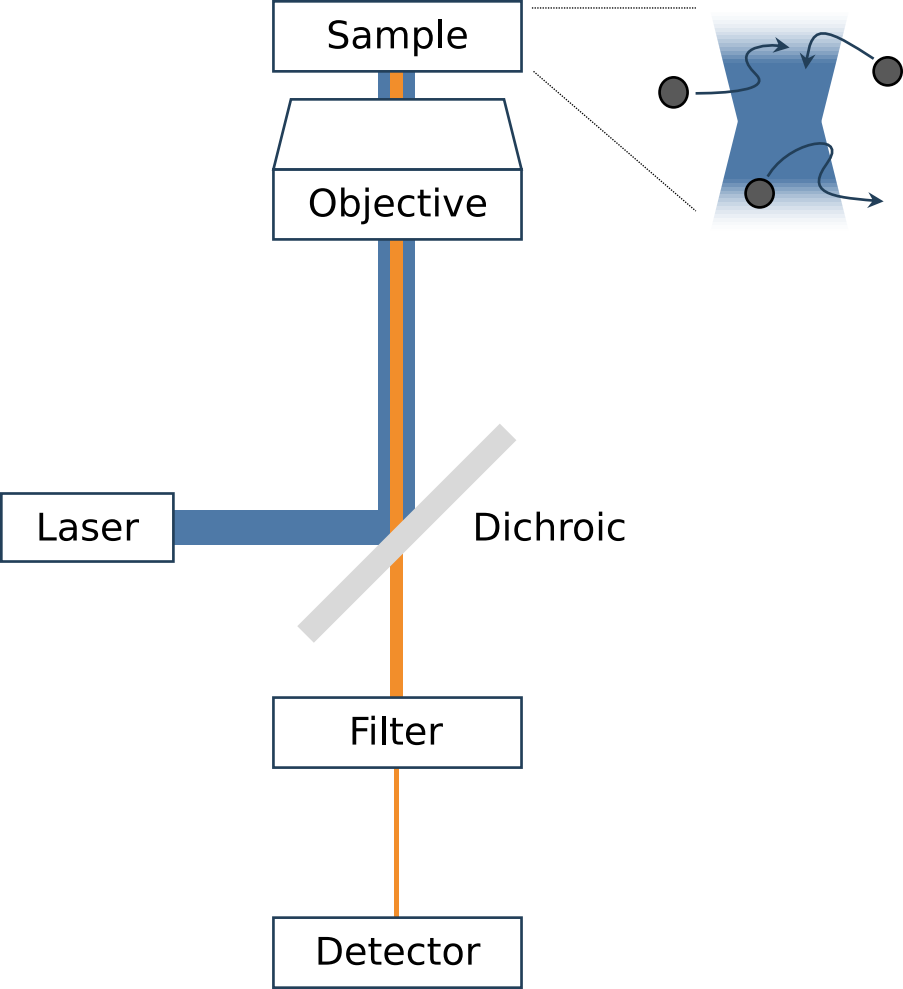 Sample
Objective
Laser
Dichroic
Filter
Detector